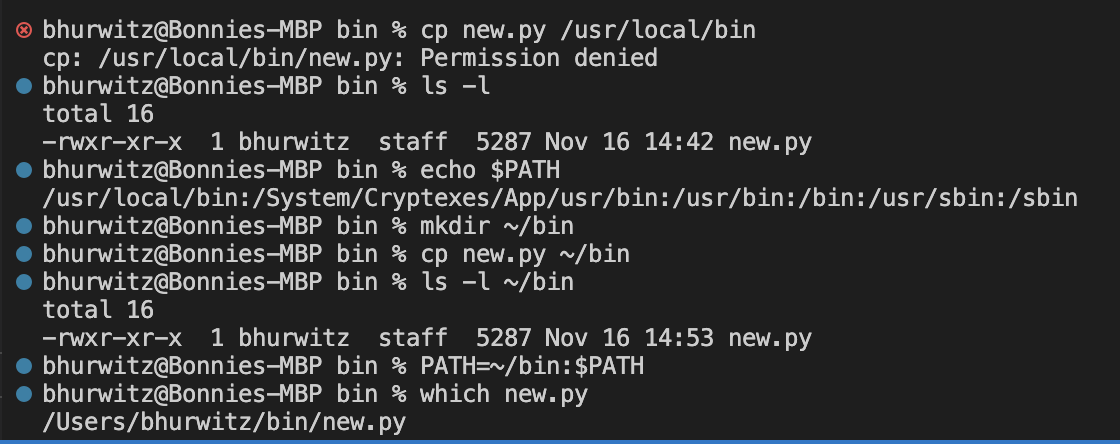 bhurwitz@Bonnies-MBP bin % cp new.py /usr/local/bin
cp: /usr/local/bin/new.py: Permission denied
bhurwitz@Bonnies-MBP bin % ls -l
total 16
-rwxr-xr-x  1 bhurwitz  staff  5287 Nov 16 14:42 new.py
bhurwitz@Bonnies-MBP bin % echo $PATH
/usr/local/bin:/System/Cryptexes/App/usr/bin:/usr/bin:/bin:/usr/sbin:/sbin
bhurwitz@Bonnies-MBP bin % mkdir ~/bin
bhurwitz@Bonnies-MBP bin % cp new.py ~/bin
bhurwitz@Bonnies-MBP bin % ls -l ~/bin
total 16
-rwxr-xr-x  1 bhurwitz  staff  5287 Nov 16 14:53 new.py
bhurwitz@Bonnies-MBP bin % PATH=~/bin:$PATH
bhurwitz@Bonnies-MBP bin % which new.py
/Users/bhurwitz/bin/new.py